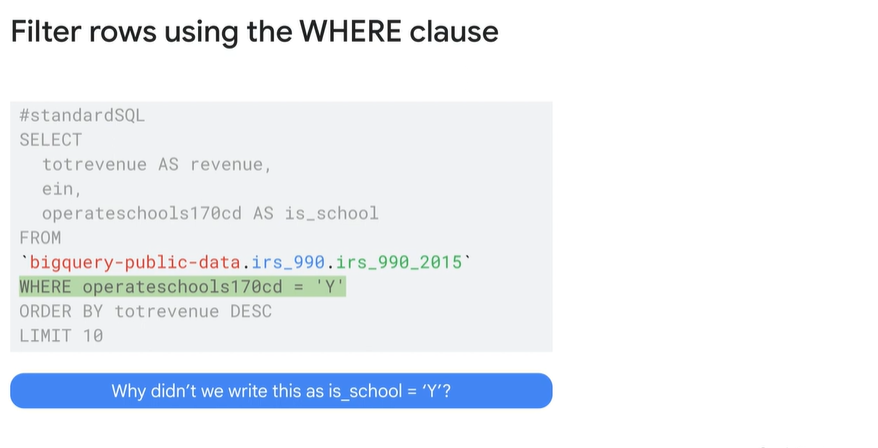 Filter rows using the WHERE clause
#standardSQL
SELECT
totrevenue AS revenue,
ein,
operateschools170cd AS is_school
FROM
`bigquery-public-data.irs_990.irs_990_2015`
WHERE operateschools170cd = 'Y'
ORDER BY totrevenue DESC
LIMIT 10
Why didn’t we write this as is_school = ‘Y’?